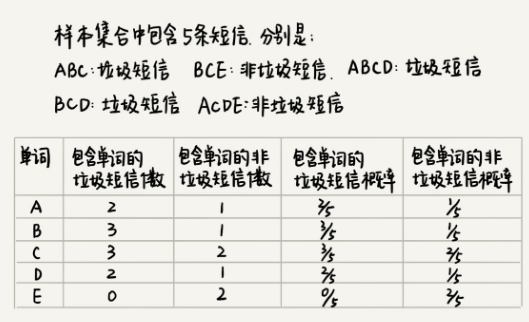 样本集合中包含5条短信，分别是：
ABC：垃圾短信 BCE：非垃圾短信、ABCD：垃圾短信
BCD：垃圾短信 ACDE：非垃圾短信
单词 包含单词的垃圾短信个数 包含单词的非垃圾短信个数 包含单词的垃圾短信概率 包含单词的非垃圾短信概率
A 2 1 2/5 1/5
B 3 1 3/5 1/5
C 3 2 3/5 2/5
D 2 1 2/5 1/5
E 0 2 0/5 2/5